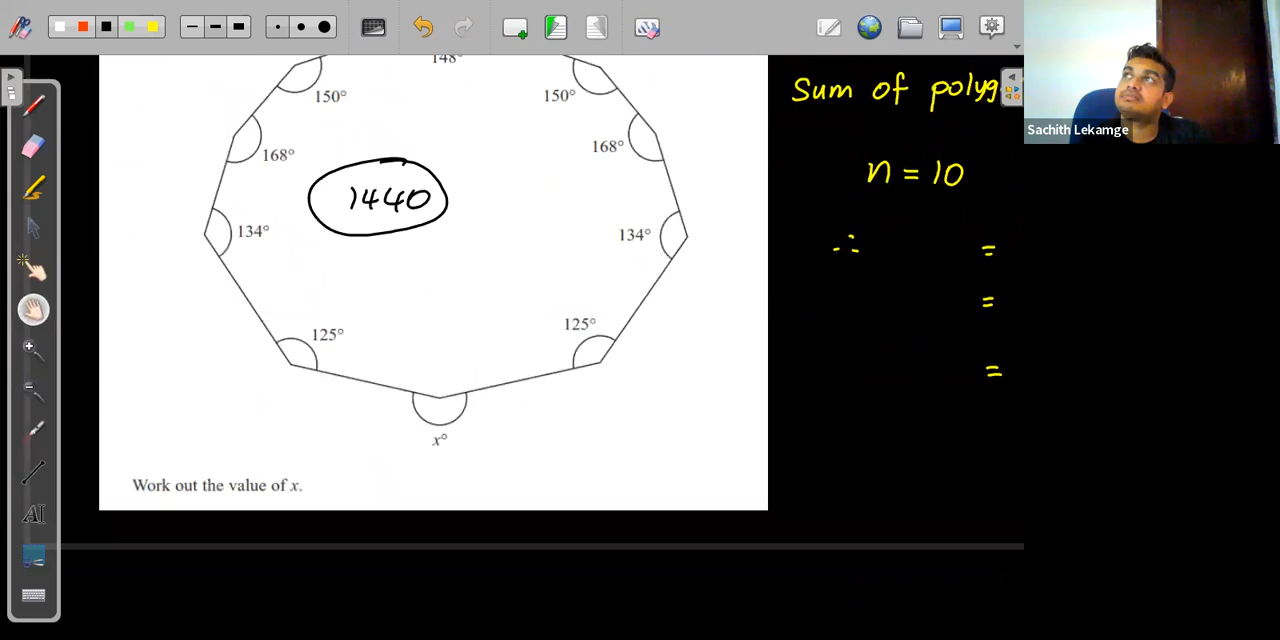 148°
150°
150°
168°
168°
1440
134°
134°
125°
125°
x°
Work out the value of x.
Sum of polyg
n = 10
∴ =
=
=
Sachith Lekamge
AI